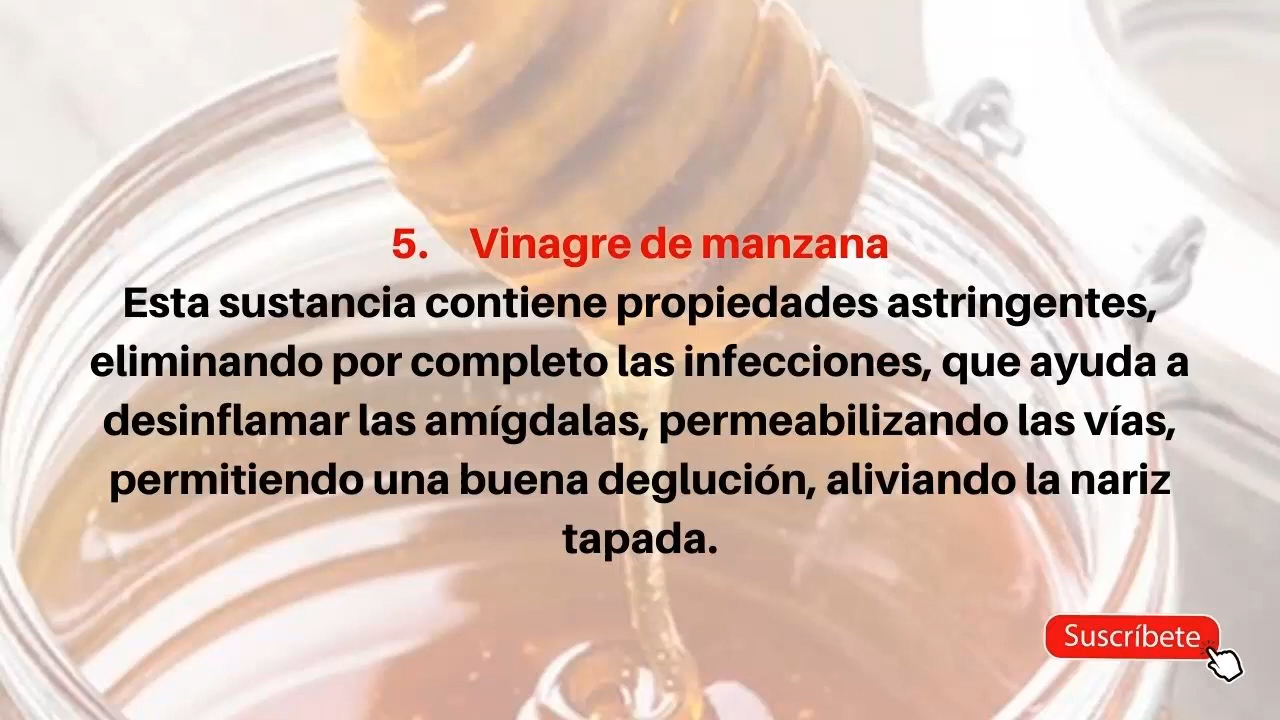 5. Vinagre de manzana
Esta sustancia contiene propiedades astringentes,
eliminando por completo las infecciones, que ayuda a
desinflamar las amígdalas, permeabilizando las vías,
permitiendo una buena deglución, aliviando la nariz
tapada.
Suscríbete